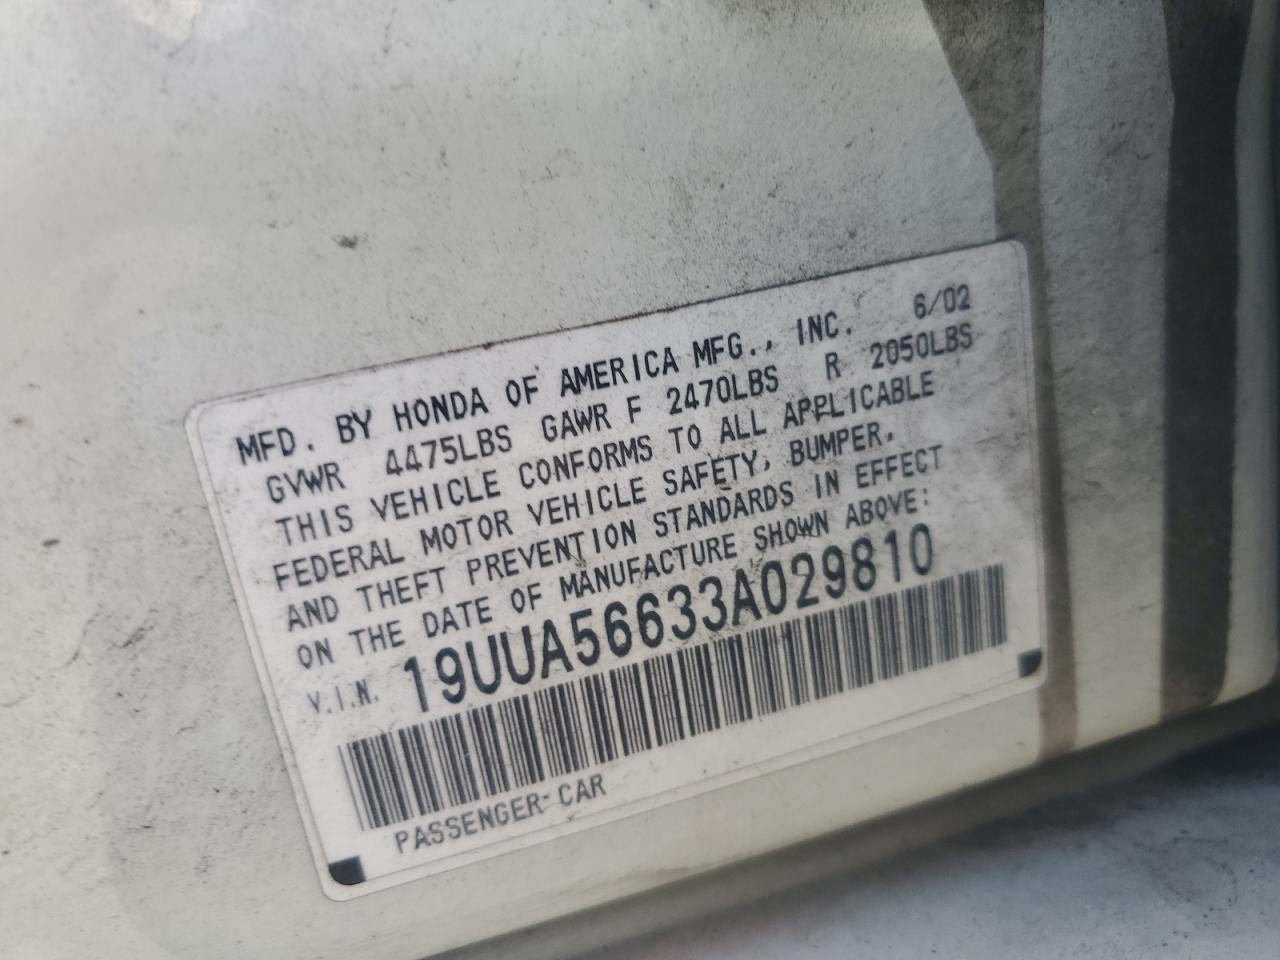 MFD. BY HONDA OF AMERICA MFG., INC. 6/02
GVWR 4475LBS GAWR F 2470LBS R 2050LBS
THIS VEHICLE CONFORMS TO ALL APPLICABLE
FEDERAL MOTOR VEHICLE SAFETY, BUMPER,
AND THEFT PREVENTION STANDARDS IN EFFECT
ON THE DATE OF MANUFACTURE SHOWN ABOVE:
V.I.N. 19UUA56633A029810
PASSENGER-CAR